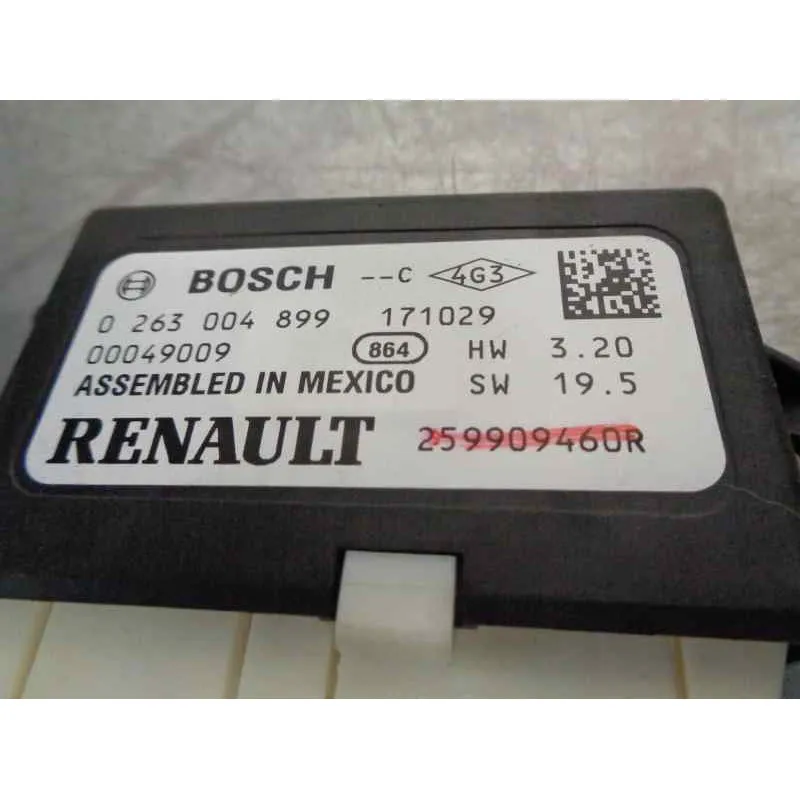 BOSCH --C 4G3
0 263 004 899 171029
00049009 864 HW 3.20
ASSEMBLED IN MEXICO SW 19.5
RENAULT 259909460R